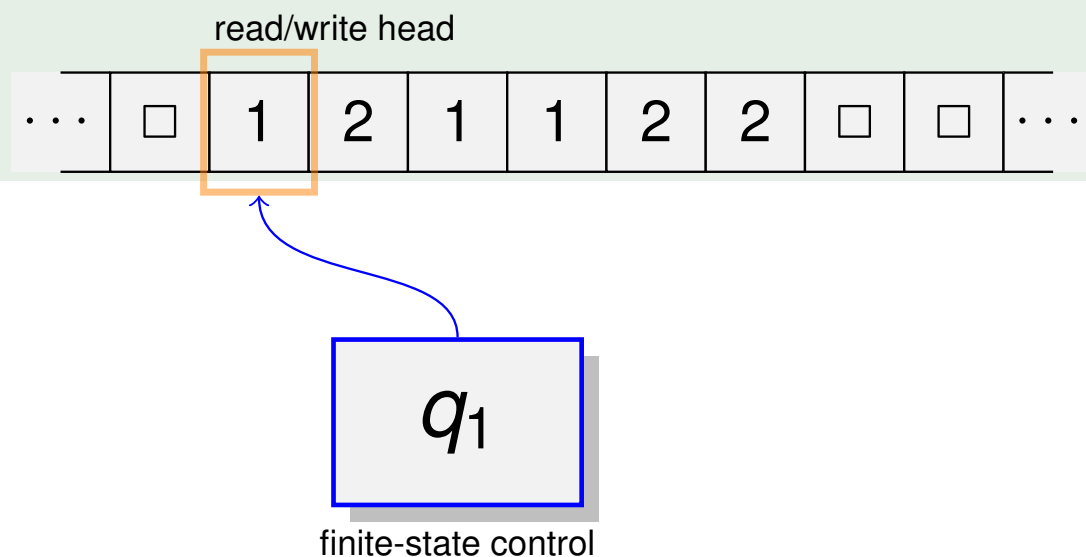 read/write head
··· □ 1 2 1 1 2 2 □ □ ···
q₁
finite-state control